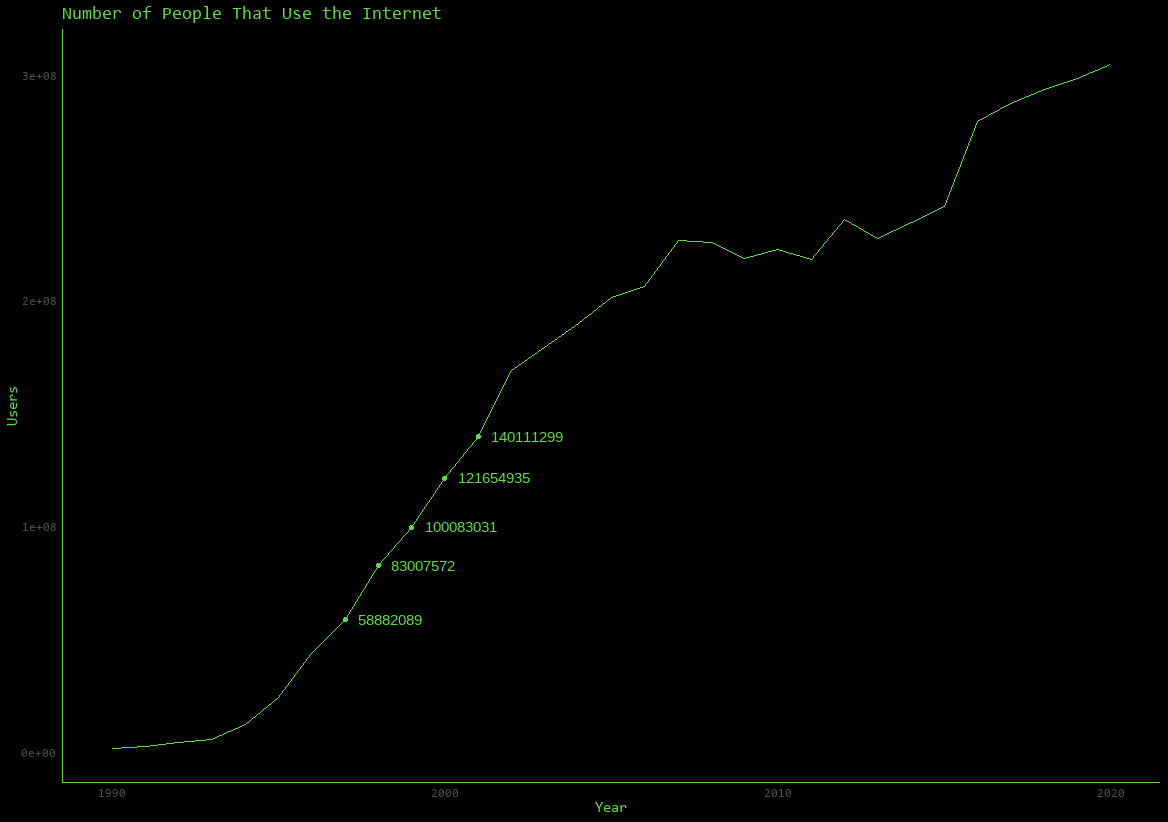 Number of People That Use the Internet
3e+08
2e+08
Users
140111299
121654935
1e+08
100083031
83007572
58882089
0e+00
1990
2000
2010
2020
Year